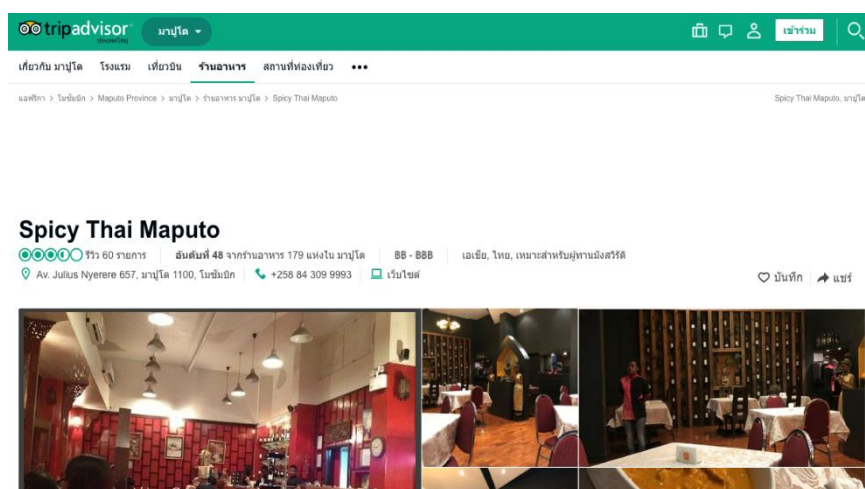 tripadvisor
ประเทศไทย
มาปูโต
เข้าร่วม
เกี่ยวกับ มาปูโต โรงแรม เที่ยวบิน ร้านอาหาร สถานที่ท่องเที่ยว •••
แอฟริกา > โมซัมบิก > Maputo Province > มาปูโต > ร้านอาหาร มาปูโต > Spicy Thai Maputo
Spicy Thai Maputo, มาปูโต
Spicy Thai Maputo
รีวิว 60 รายการ อันดับที่ 48 จากร้านอาหาร 179 แห่งใน มาปูโต BB - BBB เอเชีย, ไทย, เหมาะสำหรับผู้ทานมังสวิรัติ
Av. Julius Nyerere 657, มาปูโต 1100, โมซัมบิก +258 84 309 9993 เว็บไซต์
บันทึก แชร์